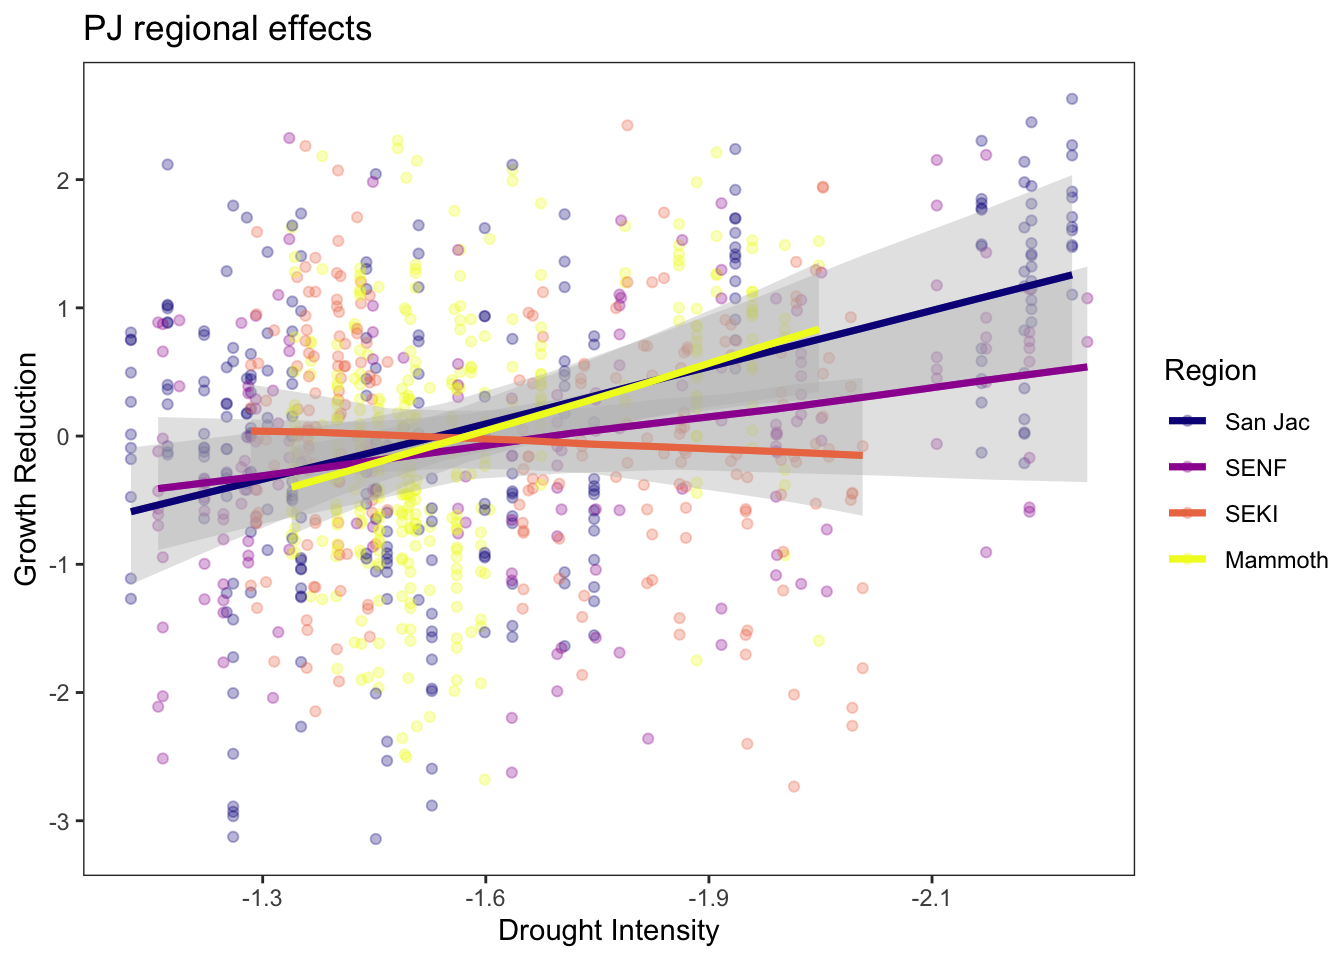 PJ regional effects
Growth Reduction
2
1
0
-1
-2
-3
-1.3
-1.6
-1.9
-2.1
Drought Intensity
Region
San Jac
SENF
SEKI
Mammoth